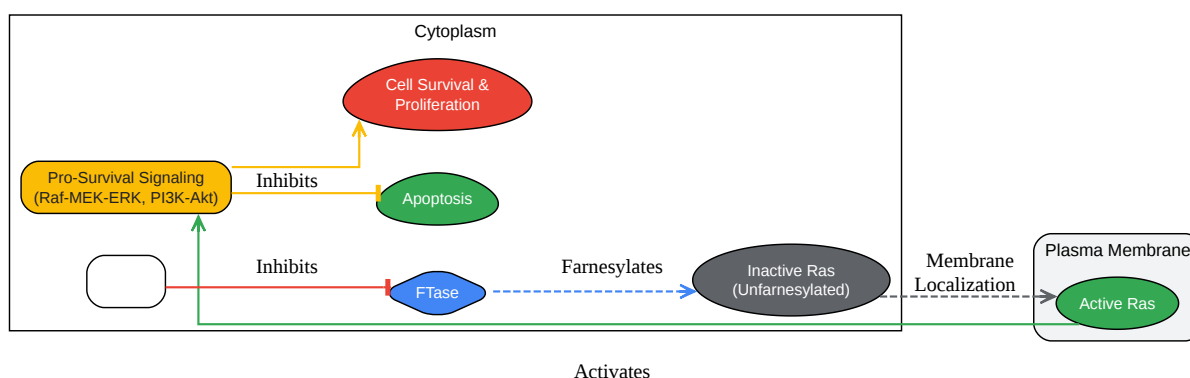 Cytoplasm
Cell Survival &
Proliferation
Pro-Survival Signaling
(Raf-MEK-ERK, PI3K-Akt)
Inhibits
Apoptosis
Inhibits
FTase
Farnesylates
Inactive Ras
(Unfarnesylated)
Membrane
Localization
Plasma Membrane
Active Ras
Activates